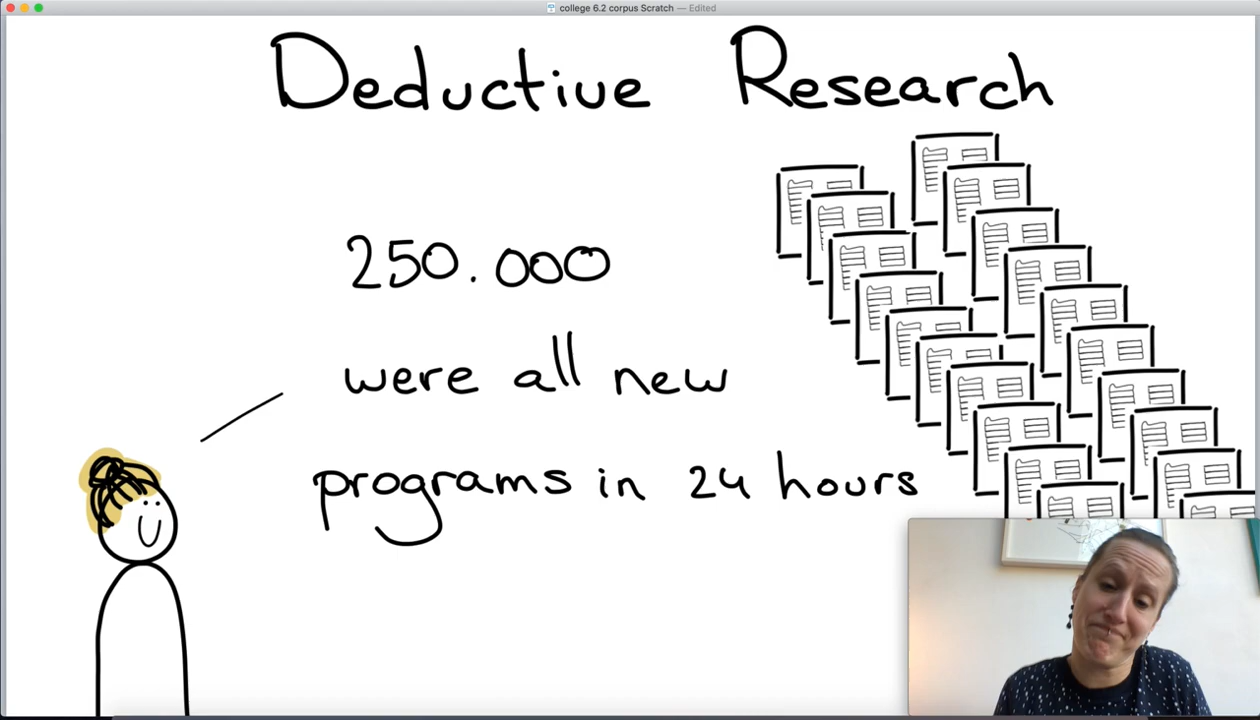 college 6.2 corpus Scratch — Edited
Deductive Research
250.000
were all new
programs in 24 hours